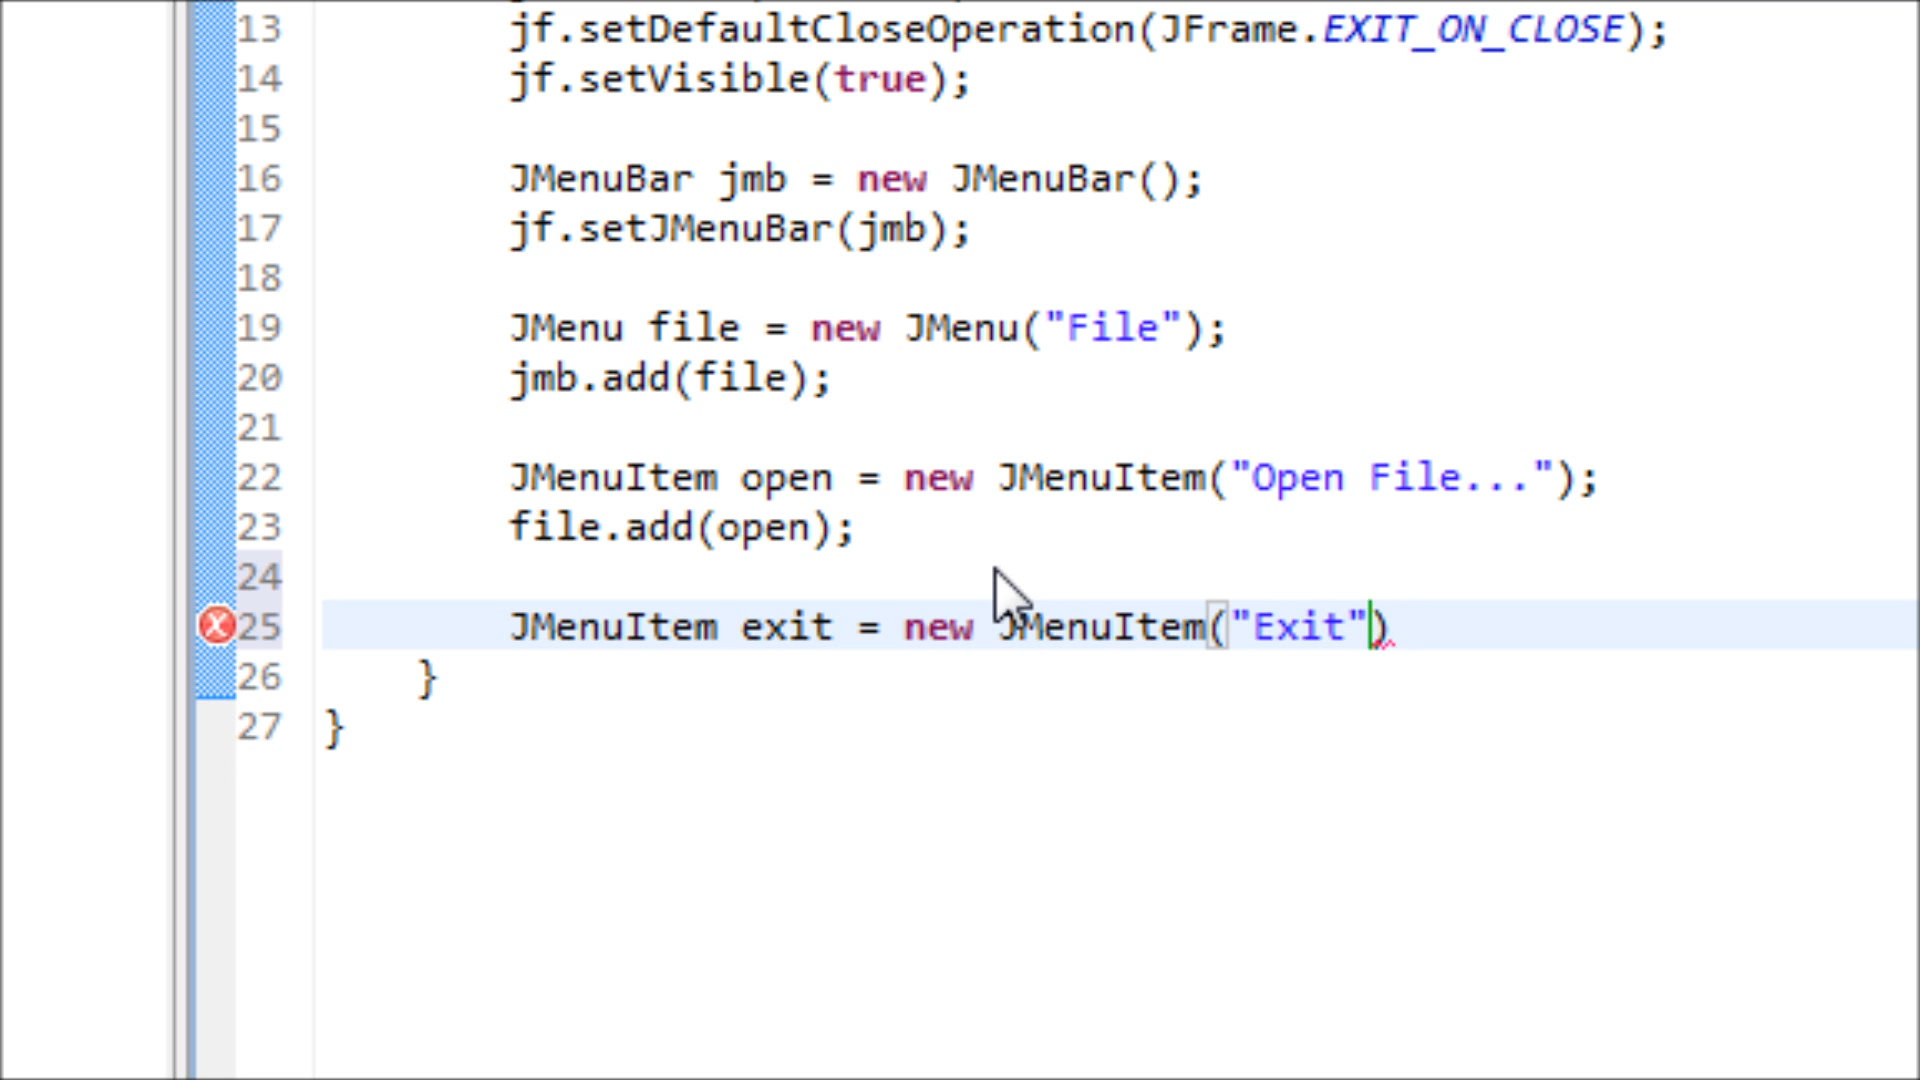 13 jf.setDefaultCloseOperation(JFrame.EXIT_ON_CLOSE);
14 jf.setVisible(true);
15
16 JMenuBar jmb = new JMenuBar();
17 jf.setJMenuBar(jmb);
18
19 JMenu file = new JMenu("File");
20 jmb.add(file);
21
22 JMenuItem open = new JMenuItem("Open File...");
23 file.add(open);
24
25 JMenuItem exit = new JMenuItem("Exit")
26 }
27 }